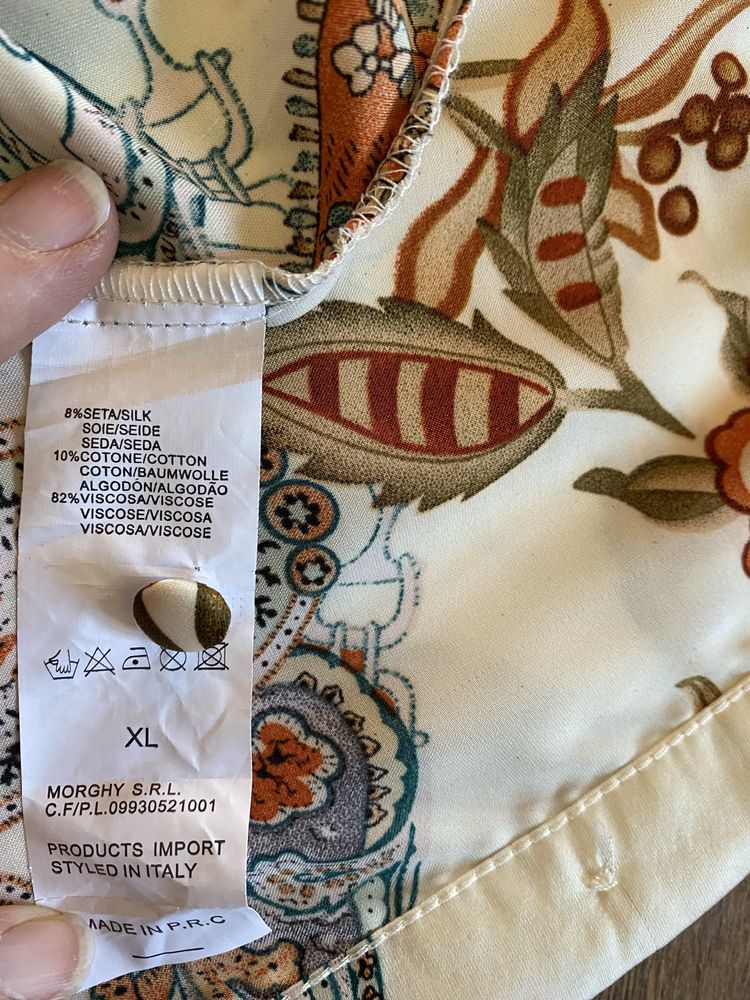 8%SETA/SILK
SOIE/SEIDE
SEDA/SEDA
10%COTONE/COTTON
COTON/BAUMWOLLE
ALGODÓN/ALGODÃO
82%VISCOSA/VISCOSE
VISCOSE/VISCOSA
VISCOSA/VISCOSE
XL
MORGHY S.R.L.
C.F/P.L.09930521001
PRODUCTS IMPORT
STYLED IN ITALY
MADE IN P.R.C